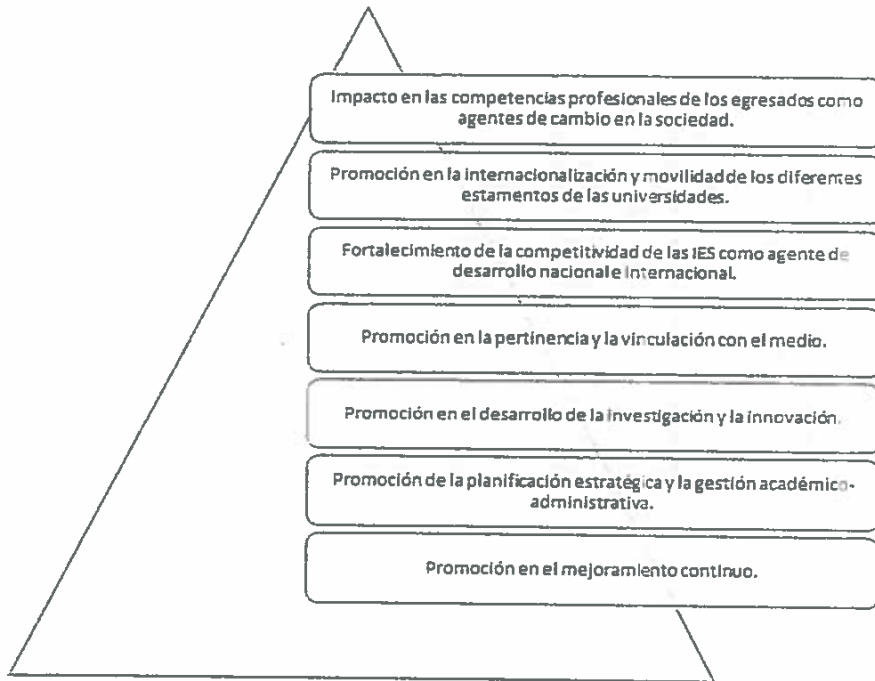 Impacto en las competencias profesionales de los egresados como
agentes de cambio en la sociedad.
Promoción en la internacionalización y movilidad de los diferentes
estamentos de las universidades.
Fortalecimiento de la competitividad de las IES como agente de
desarrollo nacional e internacional.
Promoción en la pertinencia y la vinculación con el medio.
Promoción en el desarrollo de la investigación y la innovación.
Promoción de la planificación estratégica y la gestión académico-
administrativa.
Promoción en el mejoramiento continuo.